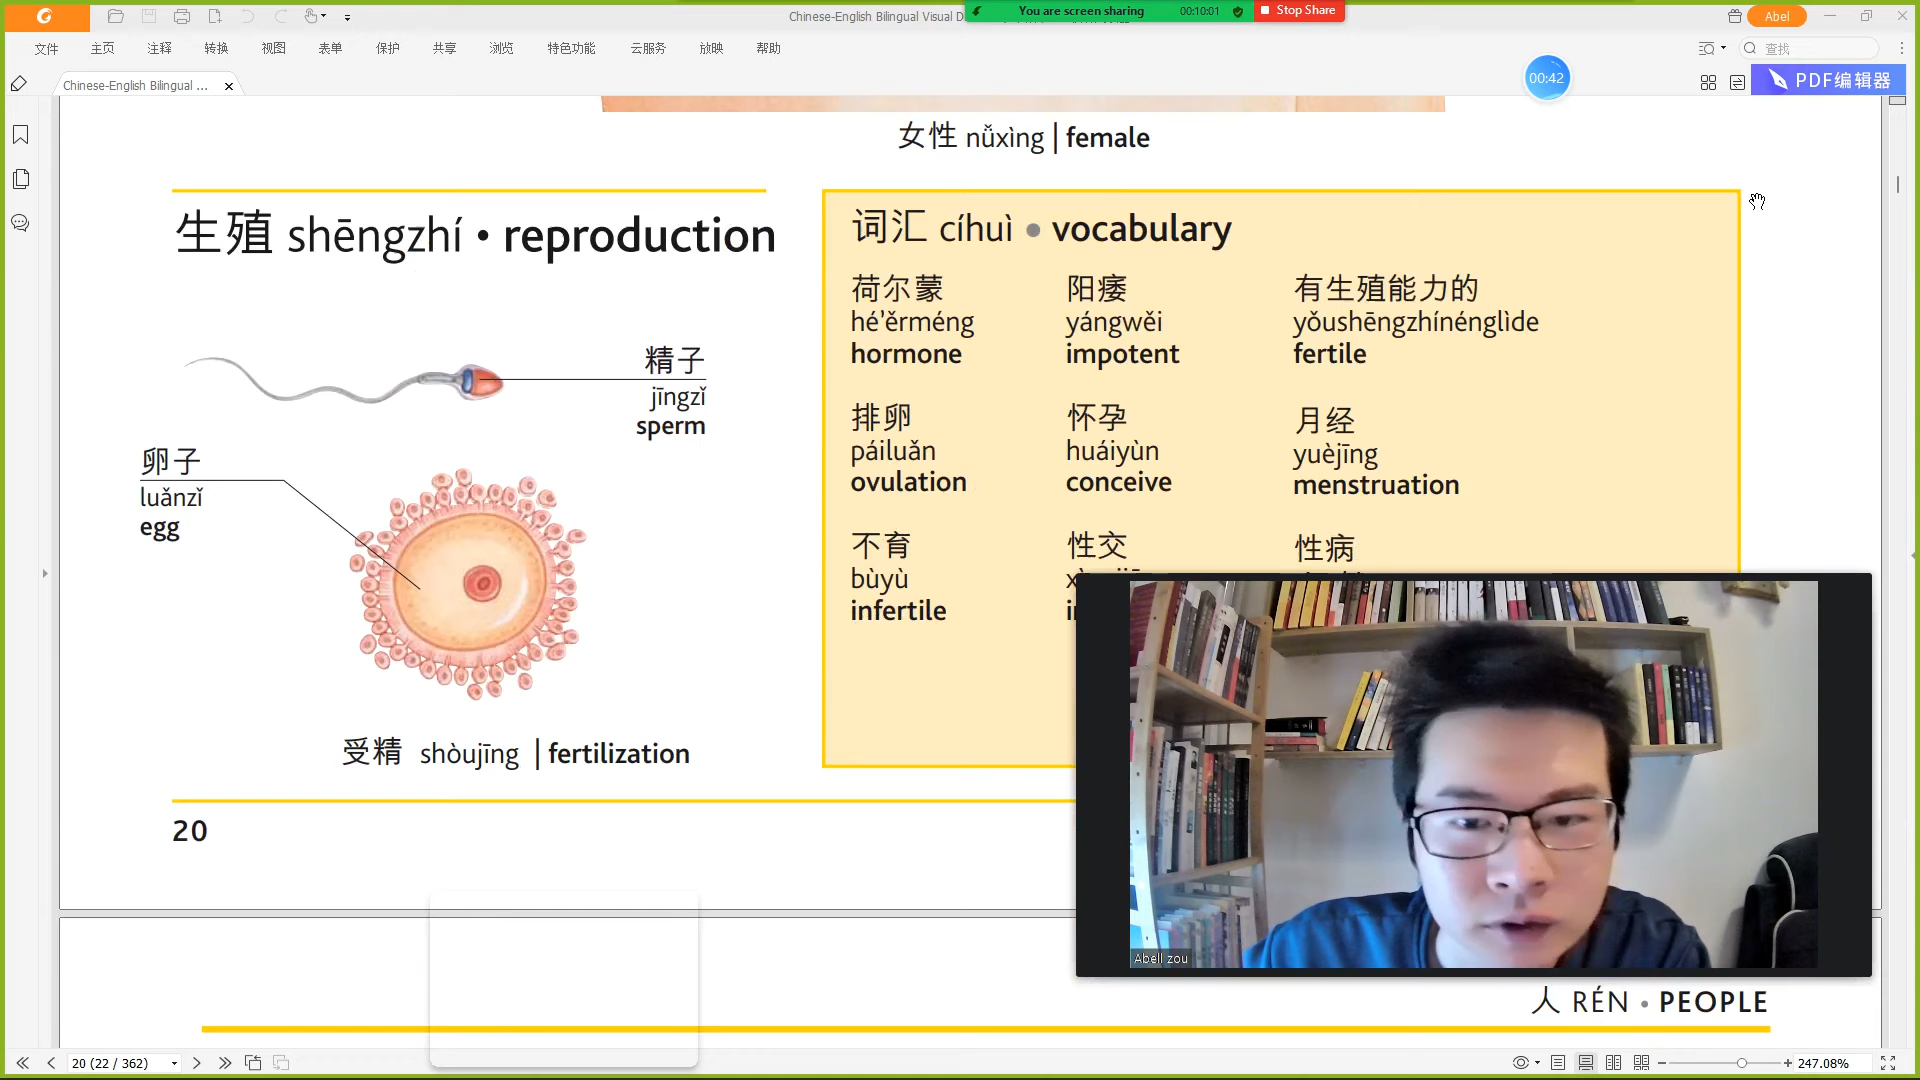 Chinese-English Bilingual Visual D
You are screen sharing 00:10:01 Stop Share
Abel
文件 主页 注释 转换 视图 表单 保护 共享 浏览 特色功能 云服务 放映 帮助
查找
00:42
Chinese-English Bilingual ...
PDF编辑器
女性 nǚxìng | female
生殖 shēngzhí • reproduction
精子
jīngzǐ
sperm
卵子
luǎnzǐ
egg
受精 shòujīng | fertilization
20
词汇 cíhuì • vocabulary
荷尔蒙
hé’ěrméng
hormone
阳痿
yángwěi
impotent
有生殖能力的
yǒushēngzhínénglìde
fertile
排卵
páiluǎn
ovulation
怀孕
huáiyùn
conceive
月经
yuèjīng
menstruation
不育
bùyù
infertile
性交
性病
Abell zou
人 RÉN • PEOPLE
20 (22 / 362)
247.08%